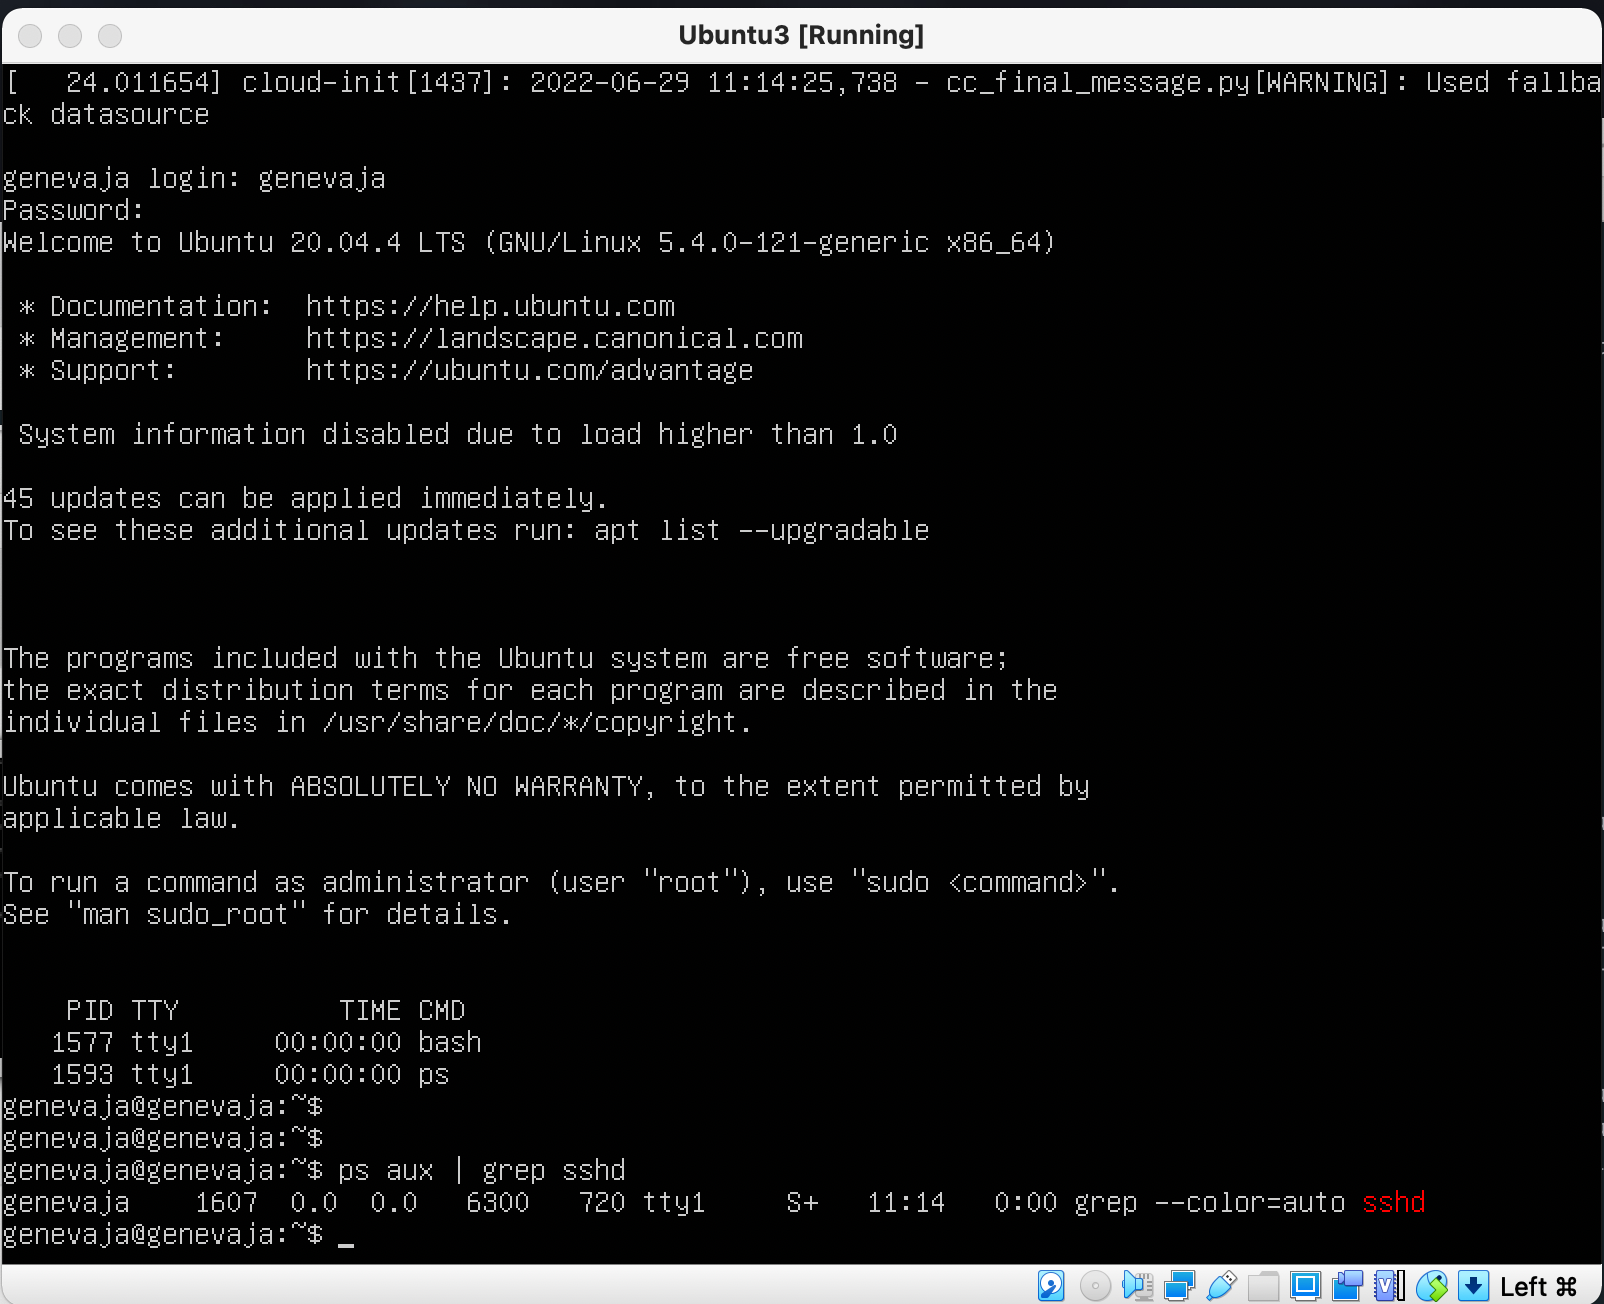 Ubuntu3 [Running]
[   24.011654] cloud-init[1437]: 2022-06-29 11:14:25,738 - cc_final_message.py[WARNING]: Used fallba
ck datasource
genevaja login: genevaja
Password:
Welcome to Ubuntu 20.04.4 LTS (GNU/Linux 5.4.0-121-generic x86_64)
 * Documentation:  https://help.ubuntu.com
 * Management:     https://landscape.canonical.com
 * Support:        https://ubuntu.com/advantage
 System information disabled due to load higher than 1.0
45 updates can be applied immediately.
To see these additional updates run: apt list --upgradable
The programs included with the Ubuntu system are free software;
the exact distribution terms for each program are described in the
individual files in /usr/share/doc/*/copyright.
Ubuntu comes with ABSOLUTELY NO WARRANTY, to the extent permitted by
applicable law.
To run a command as administrator (user "root"), use "sudo <command>".
See "man sudo_root" for details.
    PID TTY          TIME CMD
   1577 tty1     00:00:00 bash
   1593 tty1     00:00:00 ps
genevaja@genevaja:~$
genevaja@genevaja:~$
genevaja@genevaja:~$ ps aux | grep sshd
genevaja    1607  0.0  0.0   6300   720 tty1     S+   11:14   0:00 grep --color=auto sshd
genevaja@genevaja:~$ _
Left ⌘